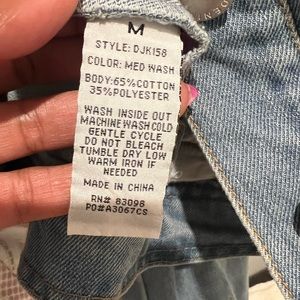 M
STYLE: DJK158
COLOR: MED WASH
BODY: 65% COTTON
35% POLYESTER
WASH INSIDE OUT
MACHINE WASH COLD
GENTLE CYCLE
DO NOT BLEACH
TUMBLE DRY LOW
WARM IRON IF
NEEDED
MADE IN CHINA
RN# 83098
PO#A3067CS